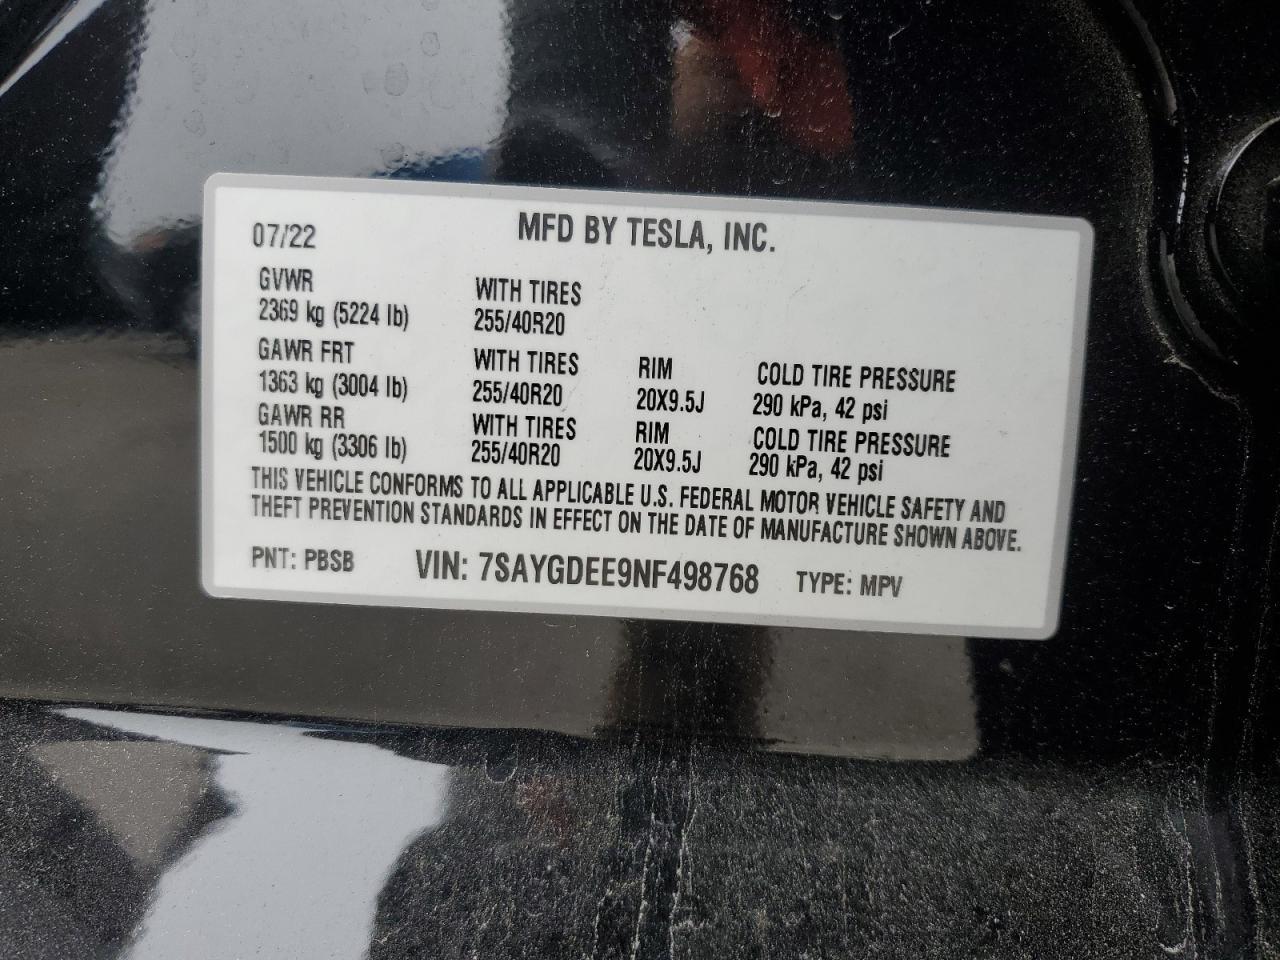 07/22 MFD BY TESLA, INC.
GVWR WITH TIRES
2369 kg (5224 lb) 255/40R20
GAWR FRT WITH TIRES RIM COLD TIRE PRESSURE
1363 kg (3004 lb) 255/40R20 20X9.5J 290 kPa, 42 psi
GAWR RR WITH TIRES RIM COLD TIRE PRESSURE
1500 kg (3306 lb) 255/40R20 20X9.5J 290 kPa, 42 psi
THIS VEHICLE CONFORMS TO ALL APPLICABLE U.S. FEDERAL MOTOR VEHICLE SAFETY AND
THEFT PREVENTION STANDARDS IN EFFECT ON THE DATE OF MANUFACTURE SHOWN ABOVE.
PNT: PBSB VIN: 7SAYGDEE9NF498768 TYPE: MPV